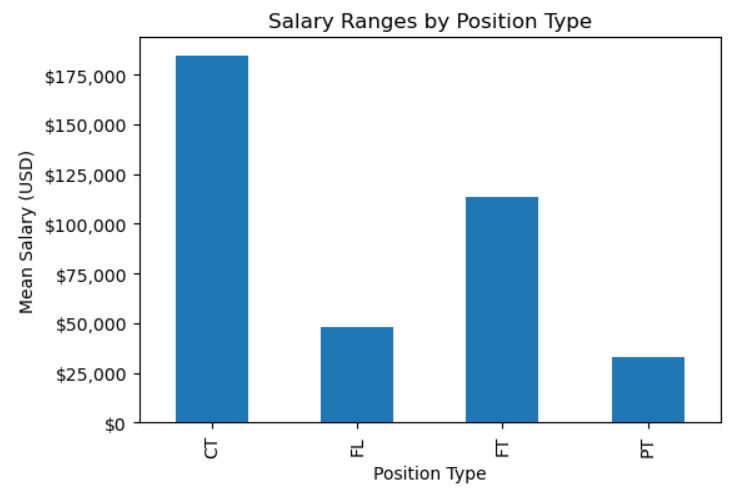 Salary Ranges by Position Type
Mean Salary (USD)
$175,000
$150,000
$125,000
$100,000
$75,000
$50,000
$25,000
$0
CT
FL
FT
PT
Position Type